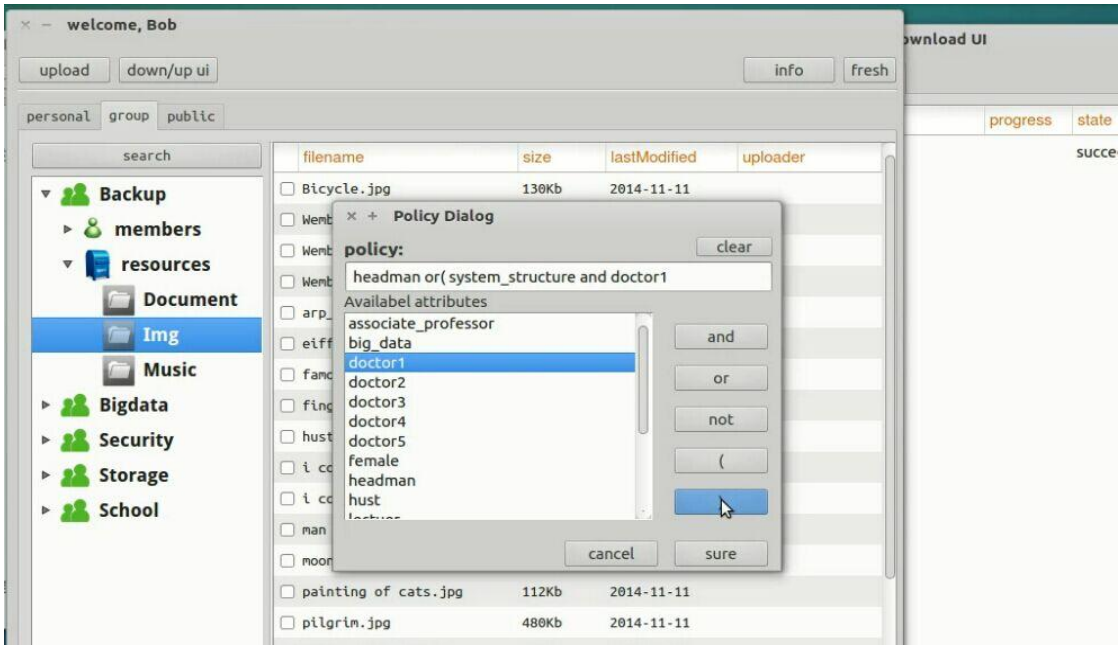 welcome, Bob
ownload UI
upload
down/up ui
info
fresh
personal
group
public
progress
state
search
filename
size
lastModified
uploader
succe
Backup
members
resources
Document
Img
Music
Bigdata
Security
Storage
School
Bicycle.jpg 130Kb 2014-11-11
Wemb
Wemb
Wemb
arp_
eiff
famo
fing
hust
i co
i co
man
moon
painting of cats.jpg 112Kb 2014-11-11
pilgrim.jpg 480Kb 2014-11-11
Policy Dialog
policy:
clear
headman or( system_structure and doctor1
Availabel attributes
associate_professor
big_data
doctor1
doctor2
doctor3
doctor4
doctor5
female
headman
hust
and
or
not
(
cancel
sure